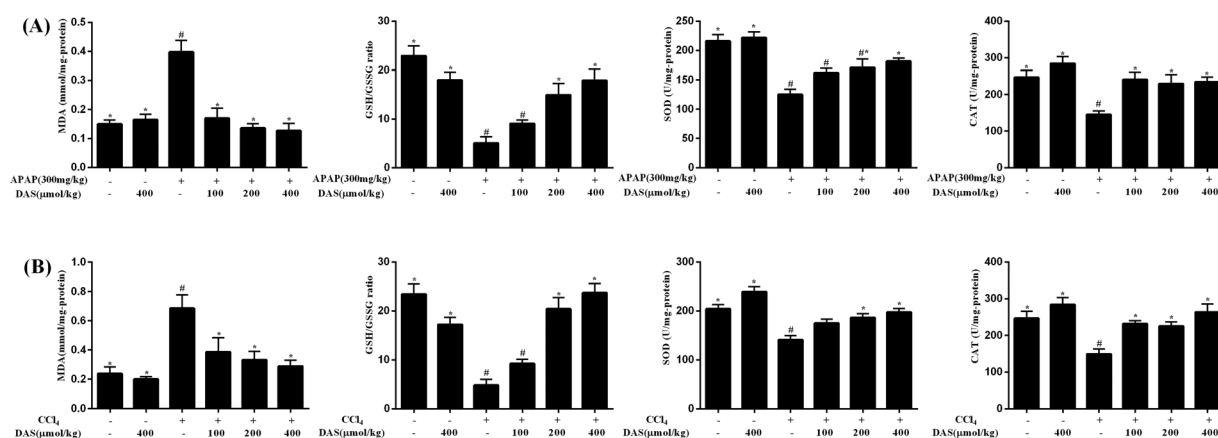 (A)
MDA (mmol/mg-protein)
0.5
0.4
0.3
0.2
0.1
0.0
* * # * * *
APAP(300mg/kg) - - + + + +
DAS(μmol/kg) - 400 - 100 200 400
GSH/GSSG ratio
30
20
10
0
* * # # * *
APAP(300mg/kg) - - + + + +
DAS(μmol/kg) - 400 - 100 200 400
SOD (U/mg-protein)
250
200
150
100
50
0
* * # # #* *
APAP(300mg/kg) - - + + + +
DAS(μmol/kg) - 400 - 100 200 400
CAT (U/mg-protein)
400
300
200
100
0
* * # * * *
APAP(300mg/kg) - - + + + +
DAS(μmol/kg) - 400 - 100 200 400
(B)
MDA(mmol/mg-protein)
1.0
0.8
0.6
0.4
0.2
0.0
* * # * * *
CCl4 - - + + + +
DAS(μmol/kg) - 400 - 100 200 400
GSH/GSSG ratio
30
20
10
0
* * # # * *
CCl4 - - + + + +
DAS(μmol/kg) - 400 - 100 200 400
SOD (U/mg-protein)
300
200
100
0
* * # * *
CCl4 - - + + + +
DAS(μmol/kg) - 400 - 100 200 400
CAT (U/mg-protein)
400
300
200
100
0
* * # * * *
CCl4 - - + + + +
DAS(μmol/kg) - 400 - 100 200 400